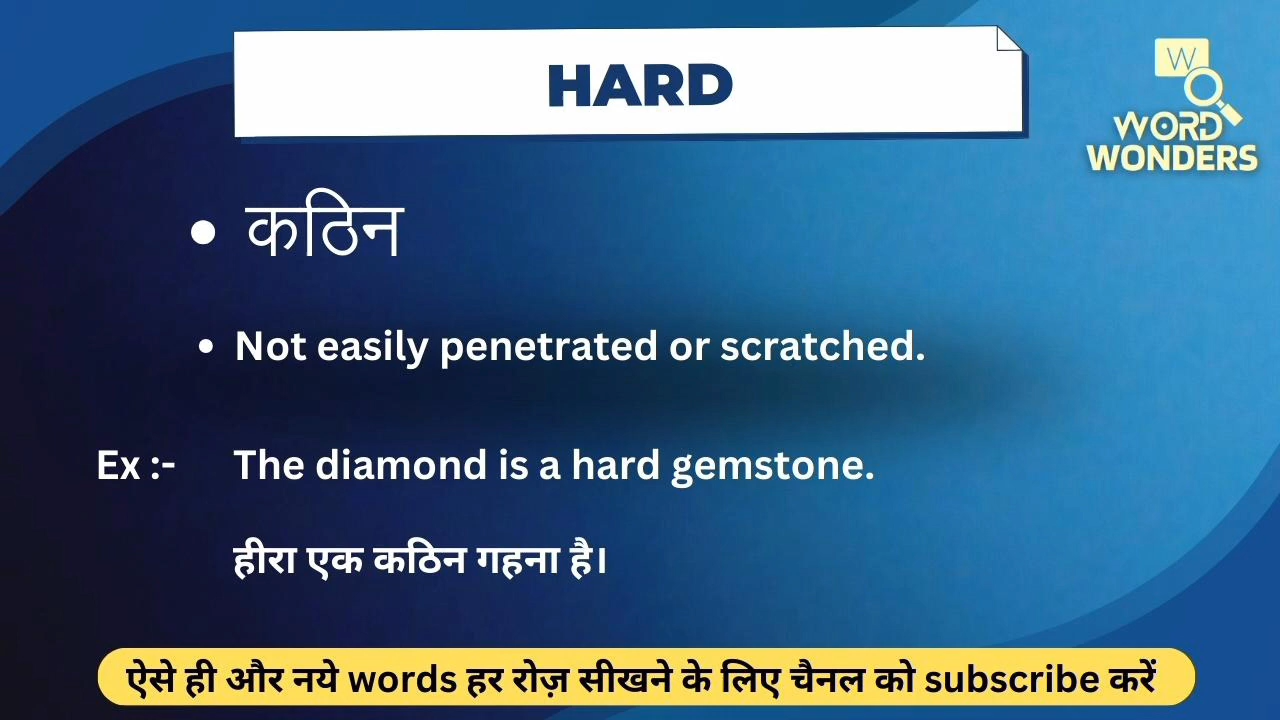 HARD
W
WORD
WONDERS
• कठिन
• Not easily penetrated or scratched.
Ex :- The diamond is a hard gemstone.
हीरा एक कठिन गहना है।
ऐसे ही और नये words हर रोज़ सीखने के लिए चैनल को subscribe करें